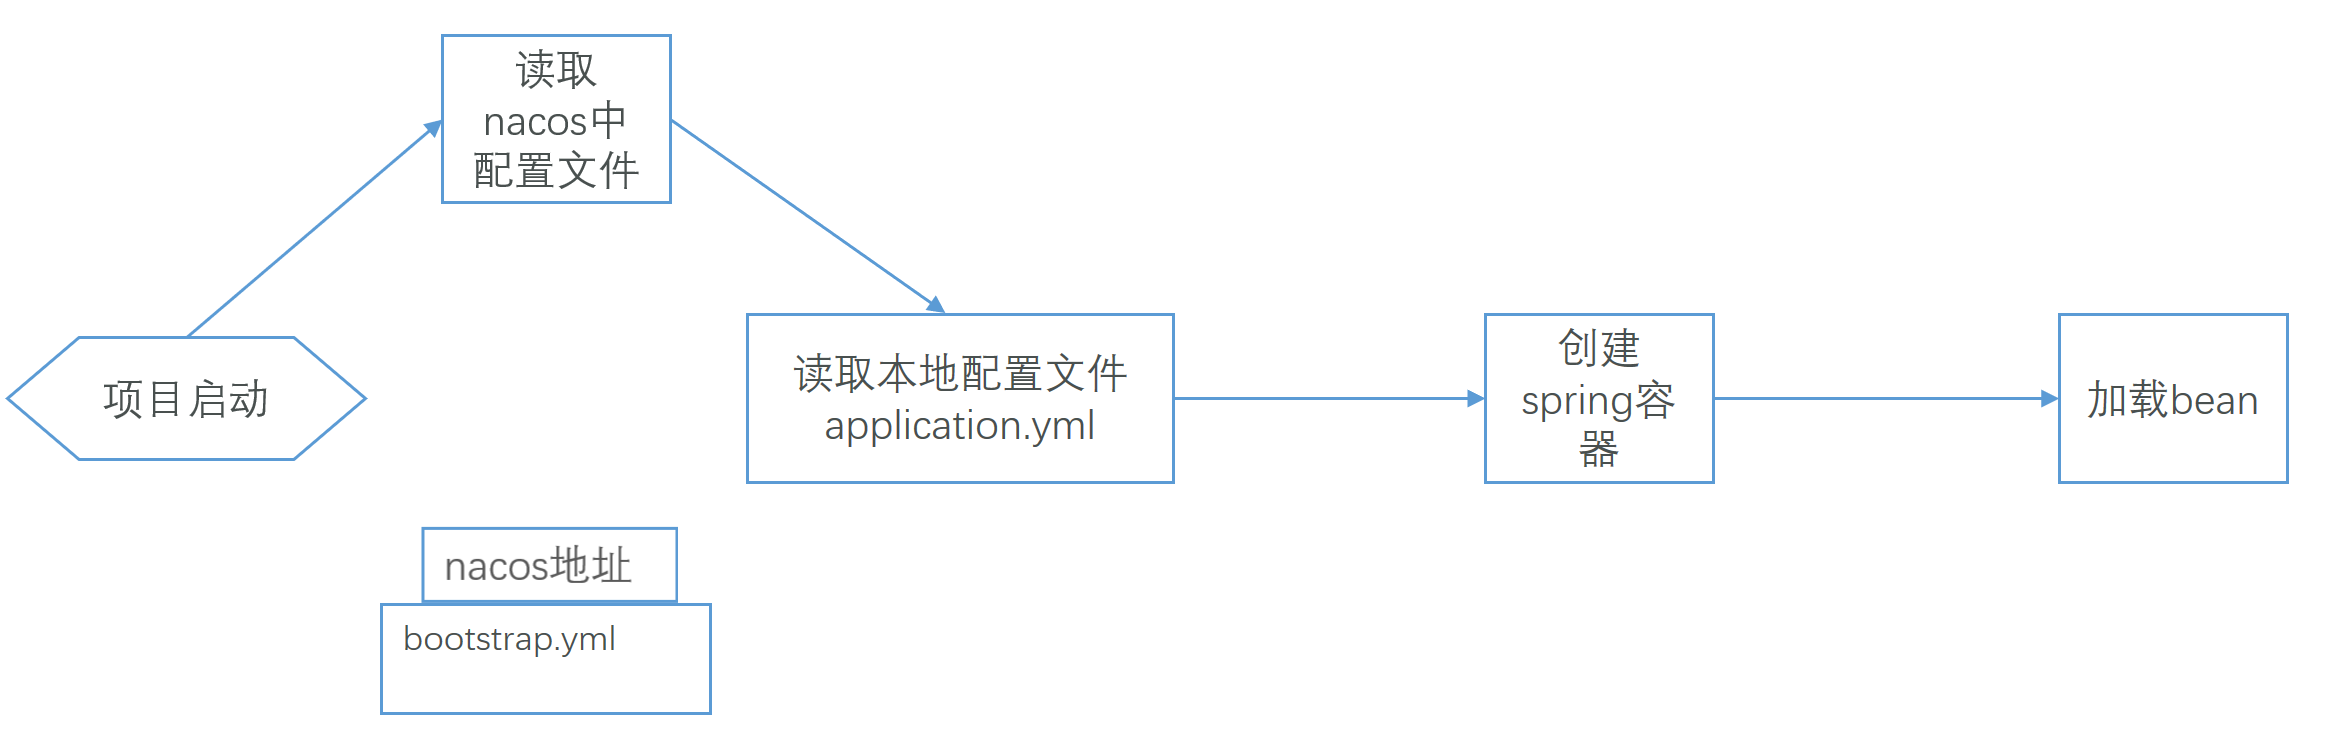 读取
nacos中
配置文件
项目启动
读取本地配置文件
application.yml
创建
spring容
器
加载bean
nacos地址
bootstrap.yml